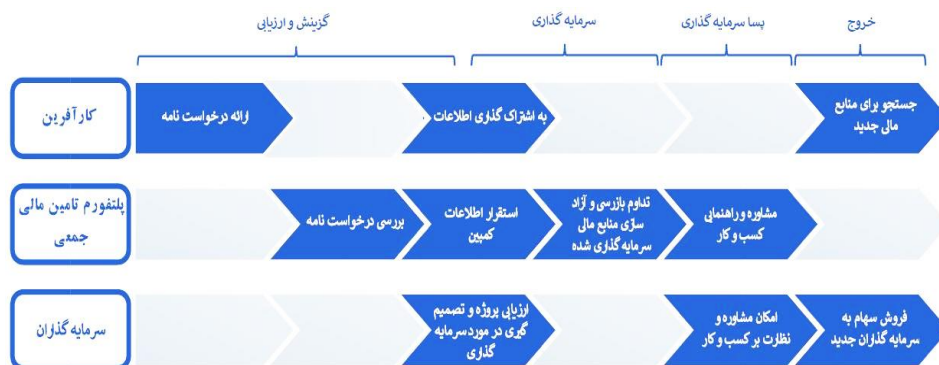 گزینش و ارزیابی
سرمایه گذاری
پسا سرمایه گذاری
خروج
کارآفرین
ارائه درخواست نامه
به اشتراک گذاری اطلاعات
جستجو برای منابع
مالی جدید
پلتفورم تامین مالی
جمعی
بررسی درخواست نامه
استقرار اطلاعات
کمپین
تداوم بازرسی و آزاد
سازی منابع مالی
سرمایه گذاری شده
مشاوره و راهنمایی
کسب و کار
سرمایه گذاران
ارزیابی پروژه و تصمیم
گیری در مورد سرمایه
گذاری
امکان مشاوره و
نظارت بر کسب و کار
فروش سهام به
سرمایه گذاران جدید